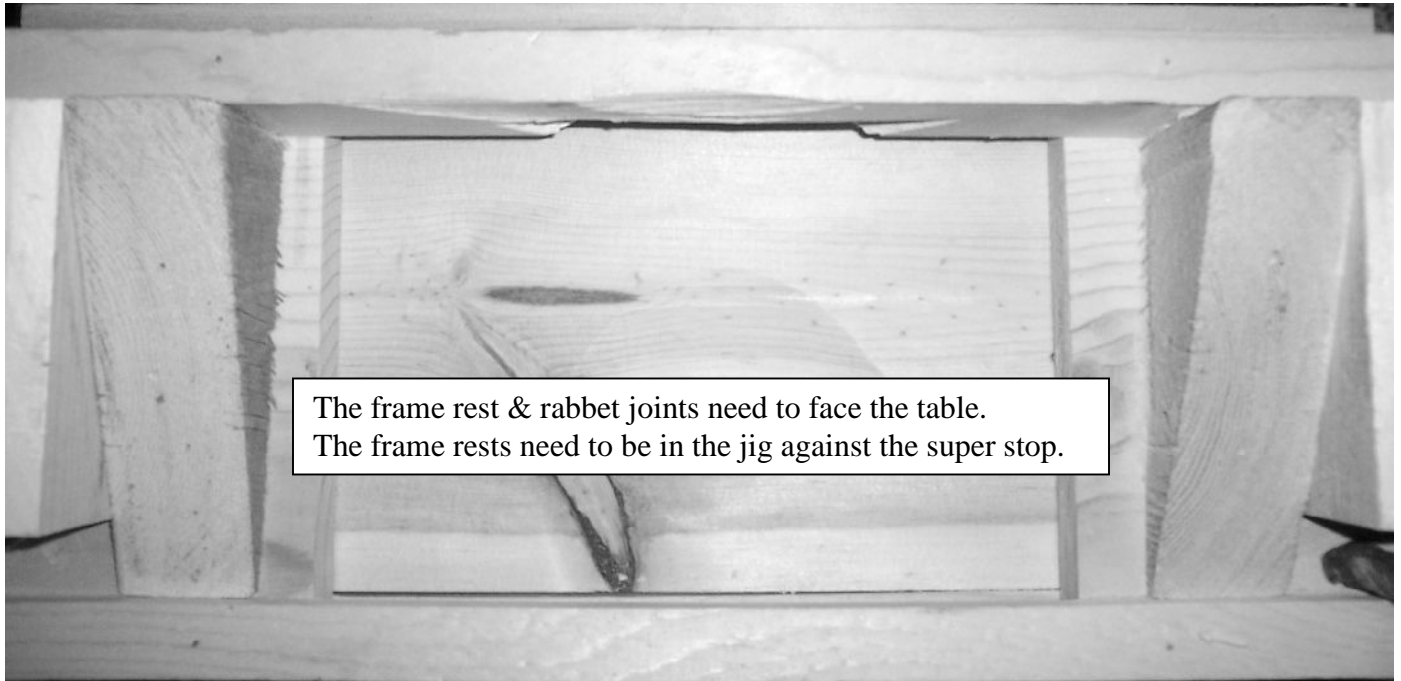 The frame rest & rabbet joints need to face the table.
The frame rests need to be in the jig against the super stop.